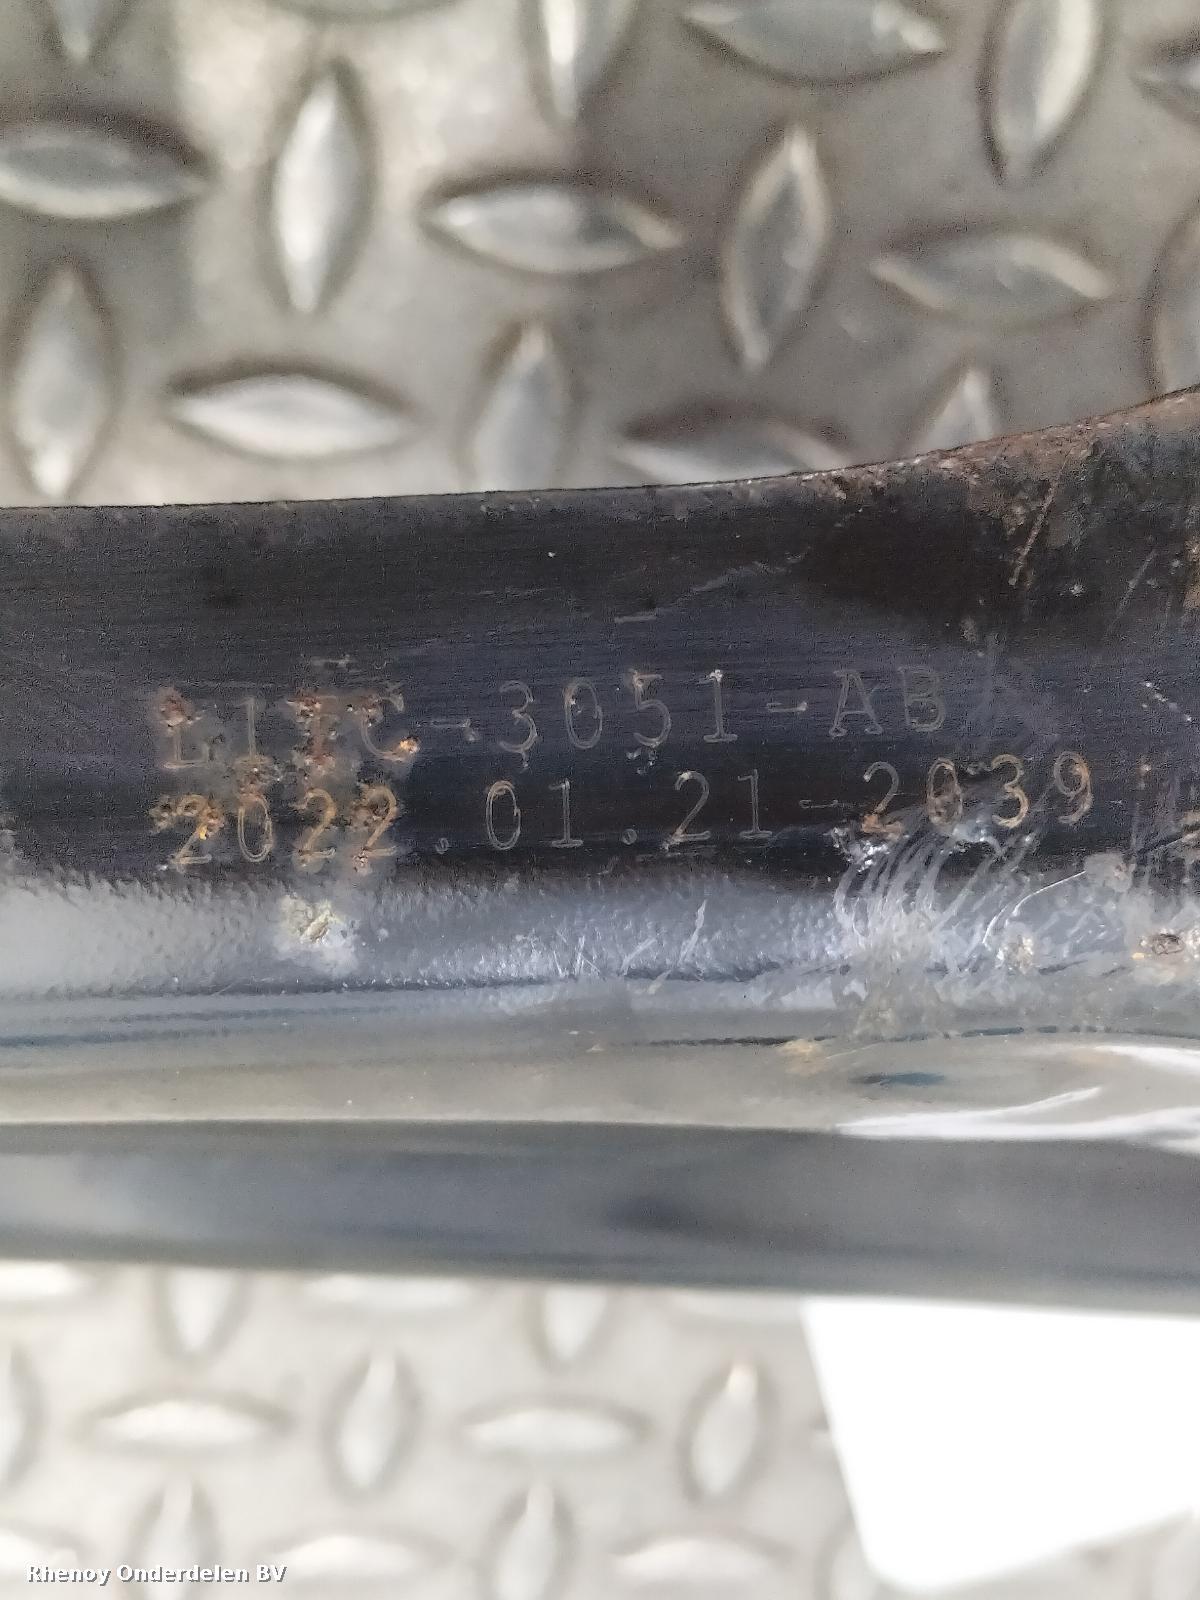 L1TC-3051-AB
2022.01.21-2039
Rhenoy Onderdelen BV